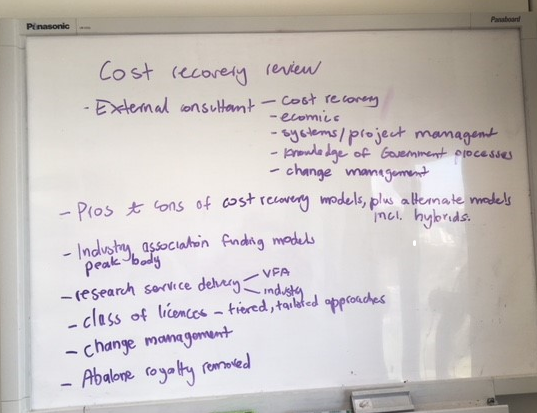 Panasonic
Panaboard
Cost recovery review
- External consultant - cost recovery
- ecomics
- systems/project managemt
- knowledge of Government processes
- change management
- Pros & cons of cost recovery models, plus alternate models
incl. hybrids.
- Industry association funding models
peak body
- research service delivery - VFA
- industry
- class of licences - tiered, tailored approaches
- change management
- Abalone royalty removed